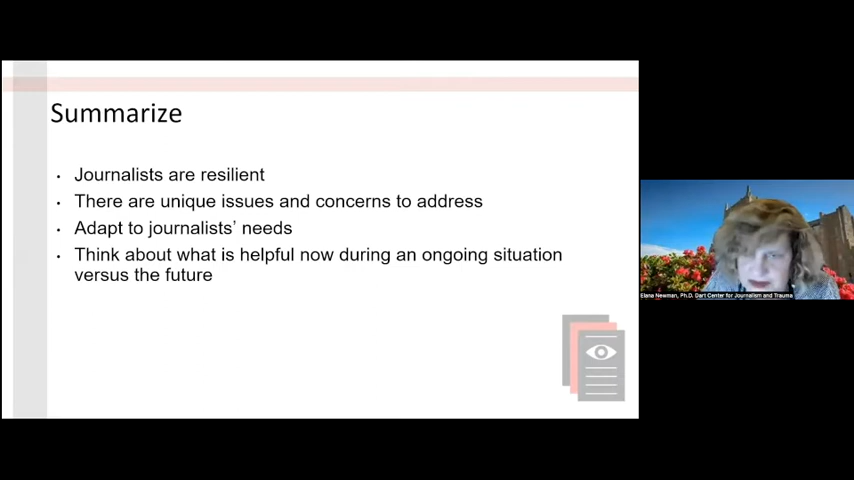 Summarize
• Journalists are resilient
• There are unique issues and concerns to address
• Adapt to journalists’ needs
• Think about what is helpful now during an ongoing situation
versus the future
Elana Newman, Ph.D. Dart Center for Journalism and Trauma